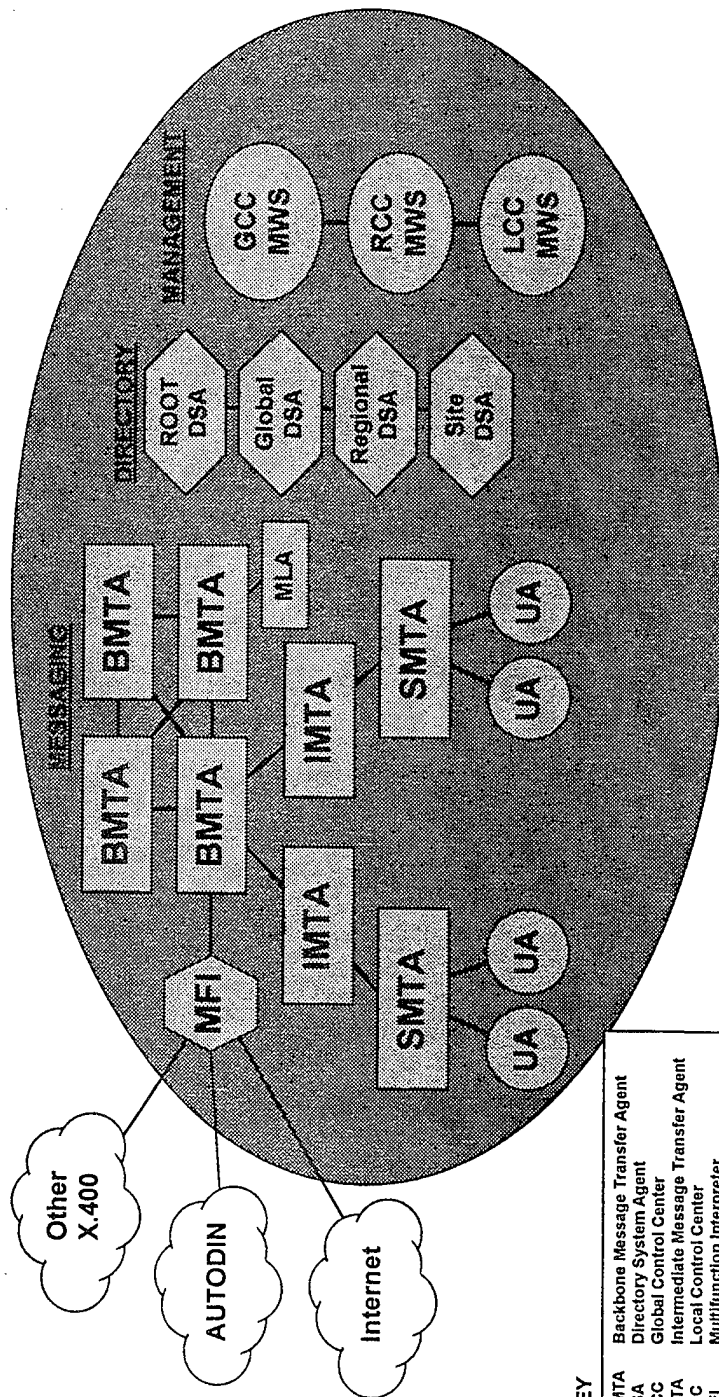 MESSAGING
DIRECTORY
MANAGEMENT
Other
X.400
AUTODIN
Internet
MFI
BMTA
BMTA
BMTA
BMTA
MLA
IMTA
IMTA
SMTA
SMTA
UA
UA
UA
UA
ROOT
DSA
Global
DSA
Regional
DSA
Site
DSA
GCC
MWS
RCC
MWS
LCC
MWS
Backbone Message Transfer Agent
Directory System Agent
Global Control Center
Intermediate Message Transfer Agent
Local Control Center
Multifunction Interpreter